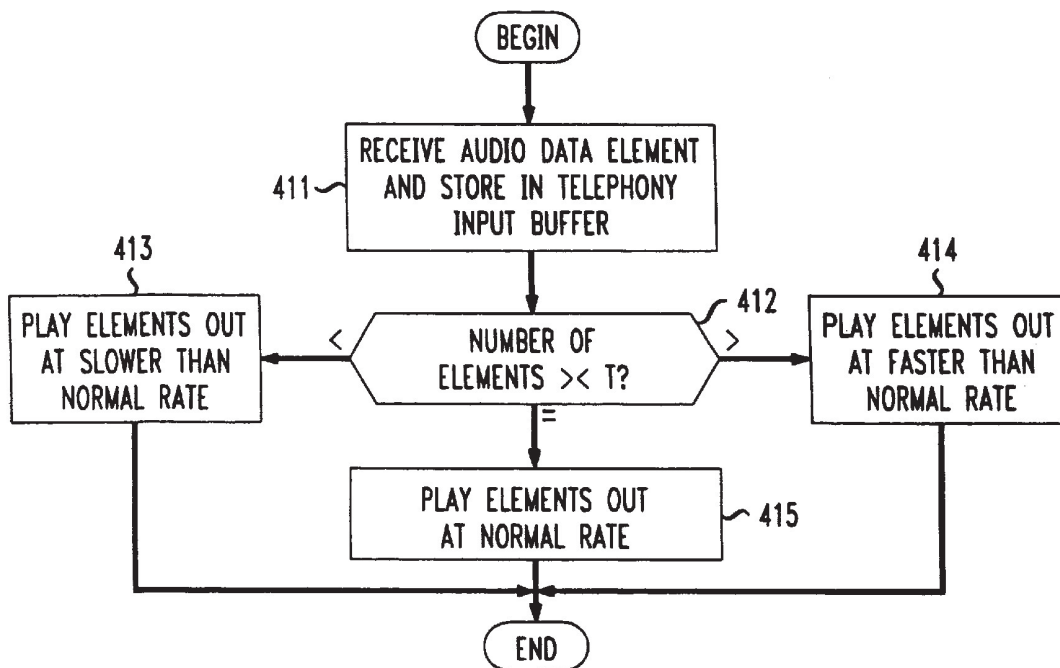 BEGIN
RECEIVE AUDIO DATA ELEMENT
AND STORE IN TELEPHONY
INPUT BUFFER
411
413
PLAY ELEMENTS OUT
AT SLOWER THAN
NORMAL RATE
<
NUMBER OF
ELEMENTS >< T?
412
>
=
414
PLAY ELEMENTS OUT
AT FASTER THAN
NORMAL RATE
PLAY ELEMENTS OUT
AT NORMAL RATE
415
END